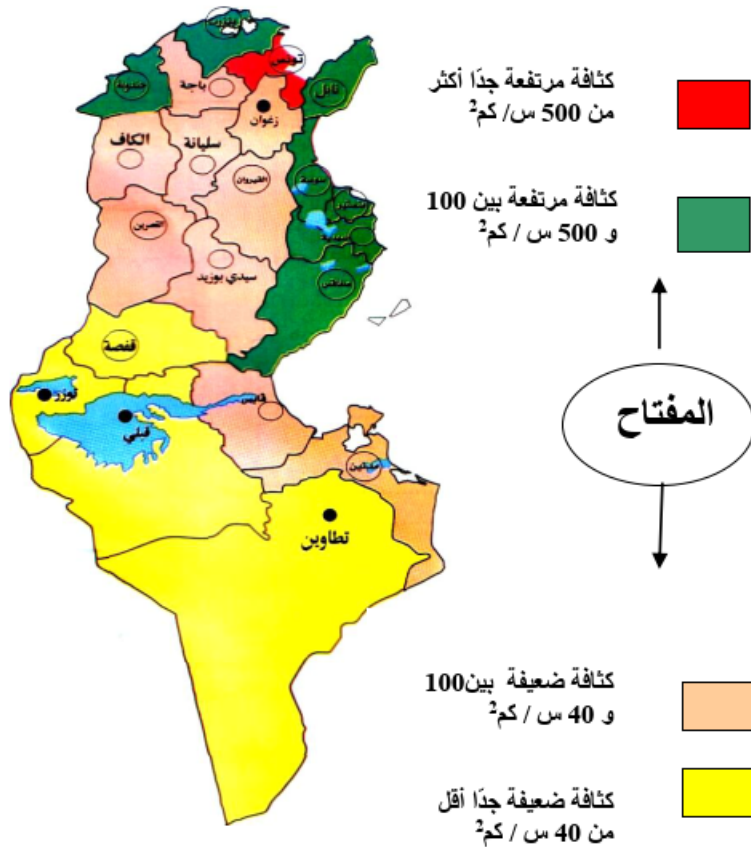 كثافة مرتفعة جدًا أكثر
من 500 س/ كم²
كثافة مرتفعة بين 100
و 500 س / كم²
المفتاح
كثافة ضعيفة بين100
و 40 س / كم²
كثافة ضعيفة جدًا أقل
من 40 س / كم²
بنزرت
تونس
جندوبة
باجة
نابل
زغوان
الكاف
سليانة
القيروان
سوسة
القصرين
سيدي بوزيد
صفاقس
قفصة
توزر
قبلي
قابس
مدنين
تطاوين